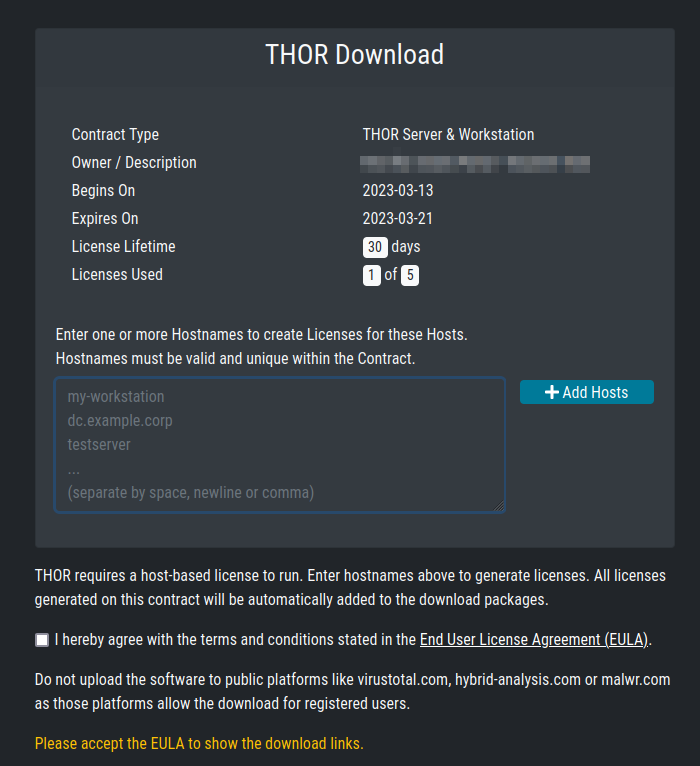 THOR Download
Contract Type THOR Server & Workstation
Owner / Description
Begins On 2023-03-13
Expires On 2023-03-21
License Lifetime 30 days
Licenses Used 1 of 5
Enter one or more Hostnames to create Licenses for these Hosts.
Hostnames must be valid and unique within the Contract.
my-workstation
dc.example.corp
testserver
...
(separate by space, newline or comma)
+ Add Hosts
THOR requires a host-based license to run. Enter hostnames above to generate licenses. All licenses
generated on this contract will be automatically added to the download packages.
I hereby agree with the terms and conditions stated in the End User License Agreement (EULA).
Do not upload the software to public platforms like virustotal.com, hybrid-analysis.com or malwr.com
as those platforms allow the download for registered users.
Please accept the EULA to show the download links.